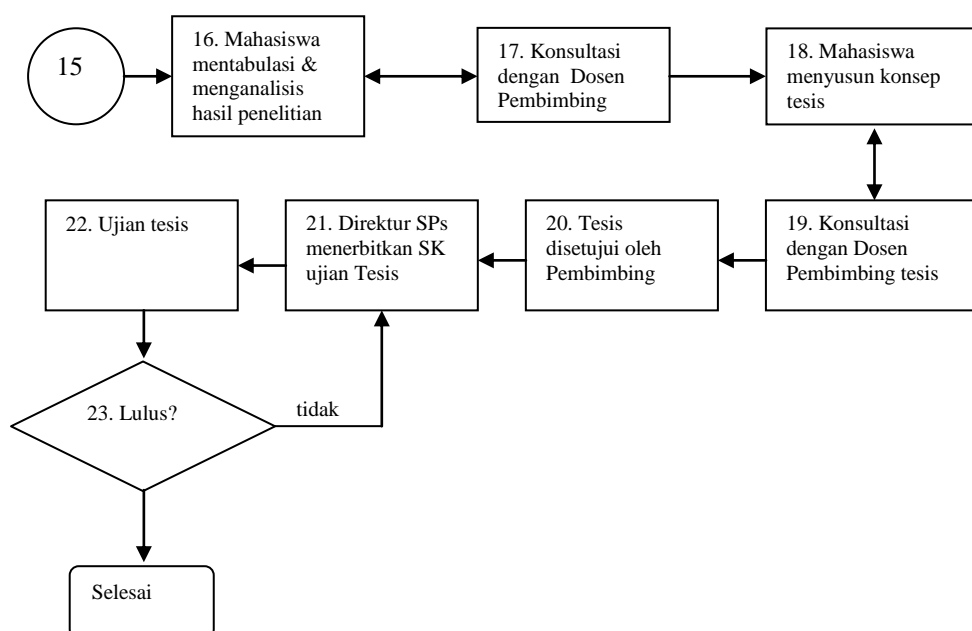 15
16. Mahasiswa
mentabulasi &
menganalisis
hasil penelitian
17. Konsultasi
dengan Dosen
Pembimbing
18. Mahasiswa
menyusun konsep
tesis
22. Ujian tesis
21. Direktur SPs
menerbitkan SK
ujian Tesis
20. Tesis
disetujui oleh
Pembimbing
19. Konsultasi
dengan Dosen
Pembimbing tesis
23. Lulus?
tidak
Selesai